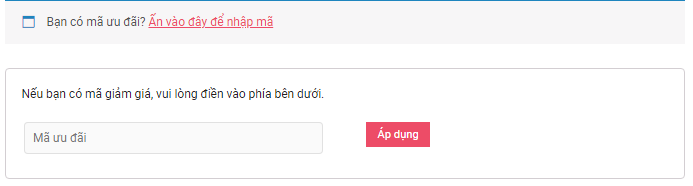 Bạn có mã ưu đãi? Ấn vào đây để nhập mã
Nếu bạn có mã giảm giá, vui lòng điền vào phía bên dưới.
Mã ưu đãi
Áp dụng